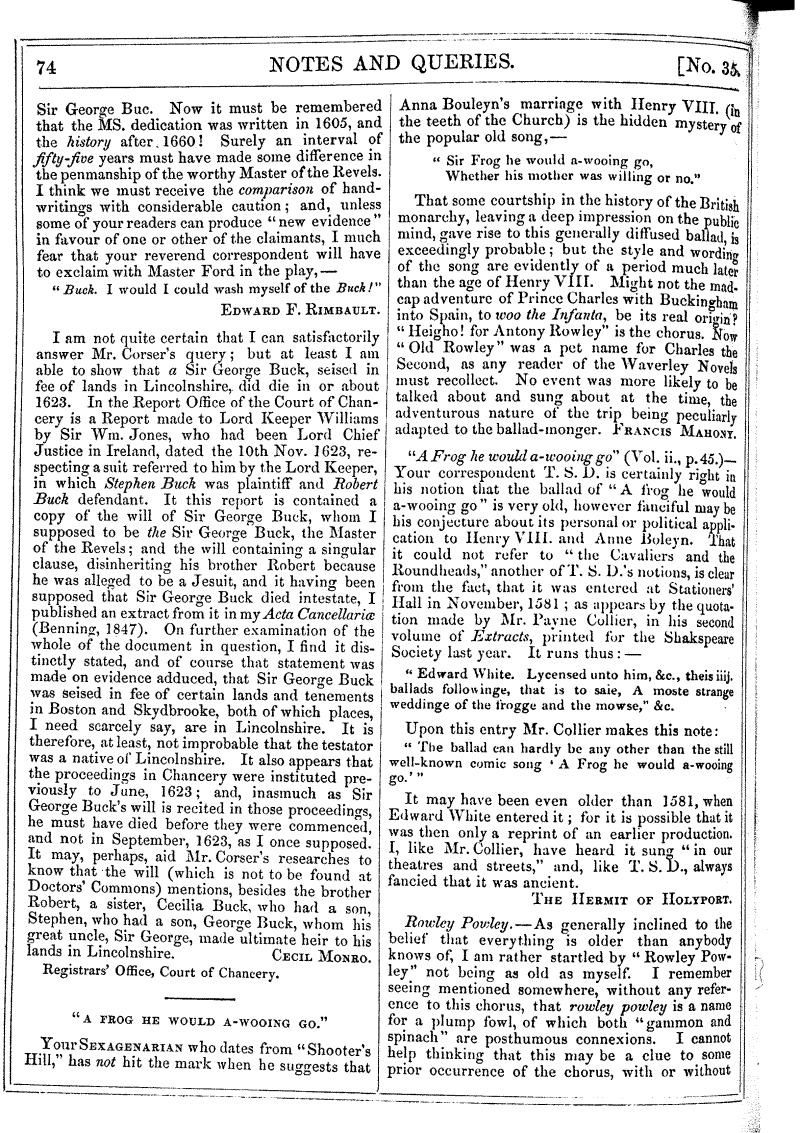 74 NOTES AND QUERIES. [No. 35.
Sir George Buc. Now it must be remembered
that the MS. dedication was written in 1605, and
the history after 1660! Surely an interval of
fifty-five years must have made some difference in
the penmanship of the worthy Master of the Revels.
I think we must receive the comparison of hand-
writings with considerable caution; and, unless
some of your readers can produce "new evidence"
in favour of one or other of the claimants, I much
fear that your reverend correspondent will have
to exclaim with Master Ford in the play,—
"Buck. I would I could wash myself of the Buck!"
EDWARD F. RIMBAULT.
I am not quite certain that I can satisfactorily
answer Mr. Corser's query; but at least I am
able to show that a Sir George Buck, seised in
fee of lands in Lincolnshire, did die in or about
1623. In the Report Office of the Court of Chan-
cery is a Report made to Lord Keeper Williams
by Sir Wm. Jones, who had been Lord Chief
Justice in Ireland, dated the 10th Nov. 1623, re-
specting a suit referred to him by the Lord Keeper,
in which Stephen Buck was plaintiff and Robert
Buck defendant. It this report is contained a
copy of the will of Sir George Buck, whom I
supposed to be the Sir George Buck, the Master
of the Revels; and the will containing a singular
clause, disinheriting his brother Robert because
he was alleged to be a Jesuit, and it having been
supposed that Sir George Buck died intestate, I
published an extract from it in my Acta Cancellariæ
(Benning, 1847). On further examination of the
whole of the document in question, I find it dis-
tinctly stated, and of course that statement was
made on evidence adduced, that Sir George Buck
was seised in fee of certain lands and tenements
in Boston and Skydbrooke, both of which places,
I need scarcely say, are in Lincolnshire. It is
therefore, at least, not improbable that the testator
was a native of Lincolnshire. It also appears that
the proceedings in Chancery were instituted pre-
viously to June, 1623; and, inasmuch as Sir
George Buck's will is recited in those proceedings,
he must have died before they were commenced,
and not in September, 1623, as I once supposed.
It may, perhaps, aid Mr. Corser's researches to
know that the will (which is not to be found at
Doctors' Commons) mentions, besides the brother
Robert, a sister, Cecilia Buck, who had a son,
Stephen, who had a son, George Buck, whom his
great uncle, Sir George, made ultimate heir to his
lands in Lincolnshire. CECIL MONRO.
Registrars' Office, Court of Chancery.
"A FROG HE WOULD A-WOOING GO."
Your SEXAGENARIAN who dates from "Shooter's
Hill," has not hit the mark when he suggests that
Anna Bouleyn's marriage with Henry VIII. (in
the teeth of the Church) is the hidden mystery of
the popular old song,—
"Sir Frog he would a-wooing go,
Whether his mother was willing or no."
That some courtship in the history of the British
monarchy, leaving a deep impression on the public
mind, gave rise to this generally diffused ballad, is
exceedingly probable; but the style and wording
of the song are evidently of a period much later
than the age of Henry VIII. Might not the mad-
cap adventure of Prince Charles with Buckingham
into Spain, to woo the Infanta, be its real origin?
"Heigho! for Antony Rowley" is the chorus. Now
"Old Rowley" was a pet name for Charles the
Second, as any reader of the Waverley Novels
must recollect. No event was more likely to be
talked about and sung about at the time, the
adventurous nature of the trip being peculiarly
adapted to the ballad-monger. FRANCIS MAHONY.
"A Frog he would a-wooing go" (Vol. ii., p. 45.)—
Your correspondent T. S. D. is certainly right in
his notion that the ballad of "A frog he would
a-wooing go" is very old, however fanciful may be
his conjecture about its personal or political appli-
cation to Henry VIII. and Anne Boleyn. That
it could not refer to "the Cavaliers and the
Roundheads," another of T. S. D.'s notions, is clear
from the fact, that it was entered at Stationers'
Hall in November, 1581; as appears by the quota-
tion made by Mr. Payne Collier, in his second
volume of Extracts, printed for the Shakspeare
Society last year. It runs thus:—
"Edward White. Lycensed unto him, &c., theis iiij.
ballads followinge, that is to saie, A moste strange
weddinge of the frogge and the mowse," &c.
Upon this entry Mr. Collier makes this note:
"The ballad can hardly be any other than the still
well-known comic song 'A Frog he would a-wooing
go.'"
It may have been even older than 1581, when
Edward White entered it; for it is possible that it
was then only a reprint of an earlier production.
I, like Mr. Collier, have heard it sung "in our
theatres and streets," and, like T. S. D., always
fancied that it was ancient.
THE HERMIT OF HOLYPORT.
Rowley Powley.—As generally inclined to the
belief that everything is older than anybody
knows of, I am rather startled by "Rowley Pow-
ley" not being as old as myself. I remember
seeing mentioned somewhere, without any refer-
ence to this chorus, that rowley powley is a name
for a plump fowl, of which both "gammon and
spinach" are posthumous connexions. I cannot
help thinking that this may be a clue to some
prior occurrence of the chorus, with or without